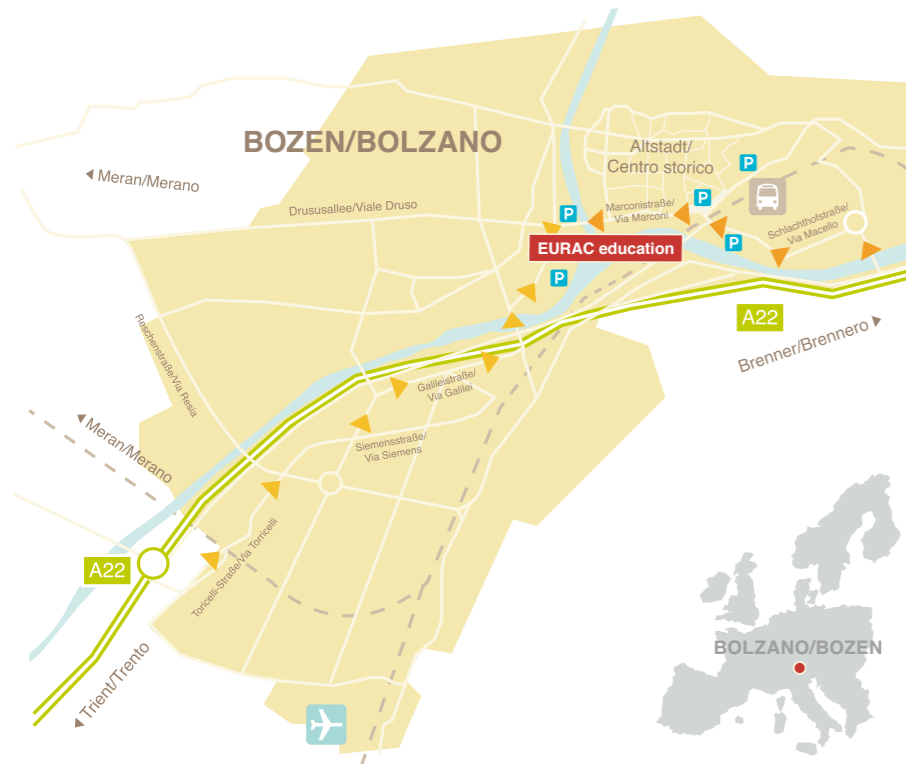 BOZEN/BOLZANO
Altstadt/
Centro storico
P
Meran/Merano
P
Drususallee/Viale Druso
P
Marconistraße/
Via Marconi
Schlachthofstraße/
Via Macello
P
EURAC education
P
A22
Brenner/Brennero
Reschenstraße/Via Resia
Galileistraße/
Via Galilei
Meran/Merano
Siemensstraße/
Via Siemens
A22
Toricelli-Straße/Via Torricelli
Trient/Trento
BOLZANO/BOZEN